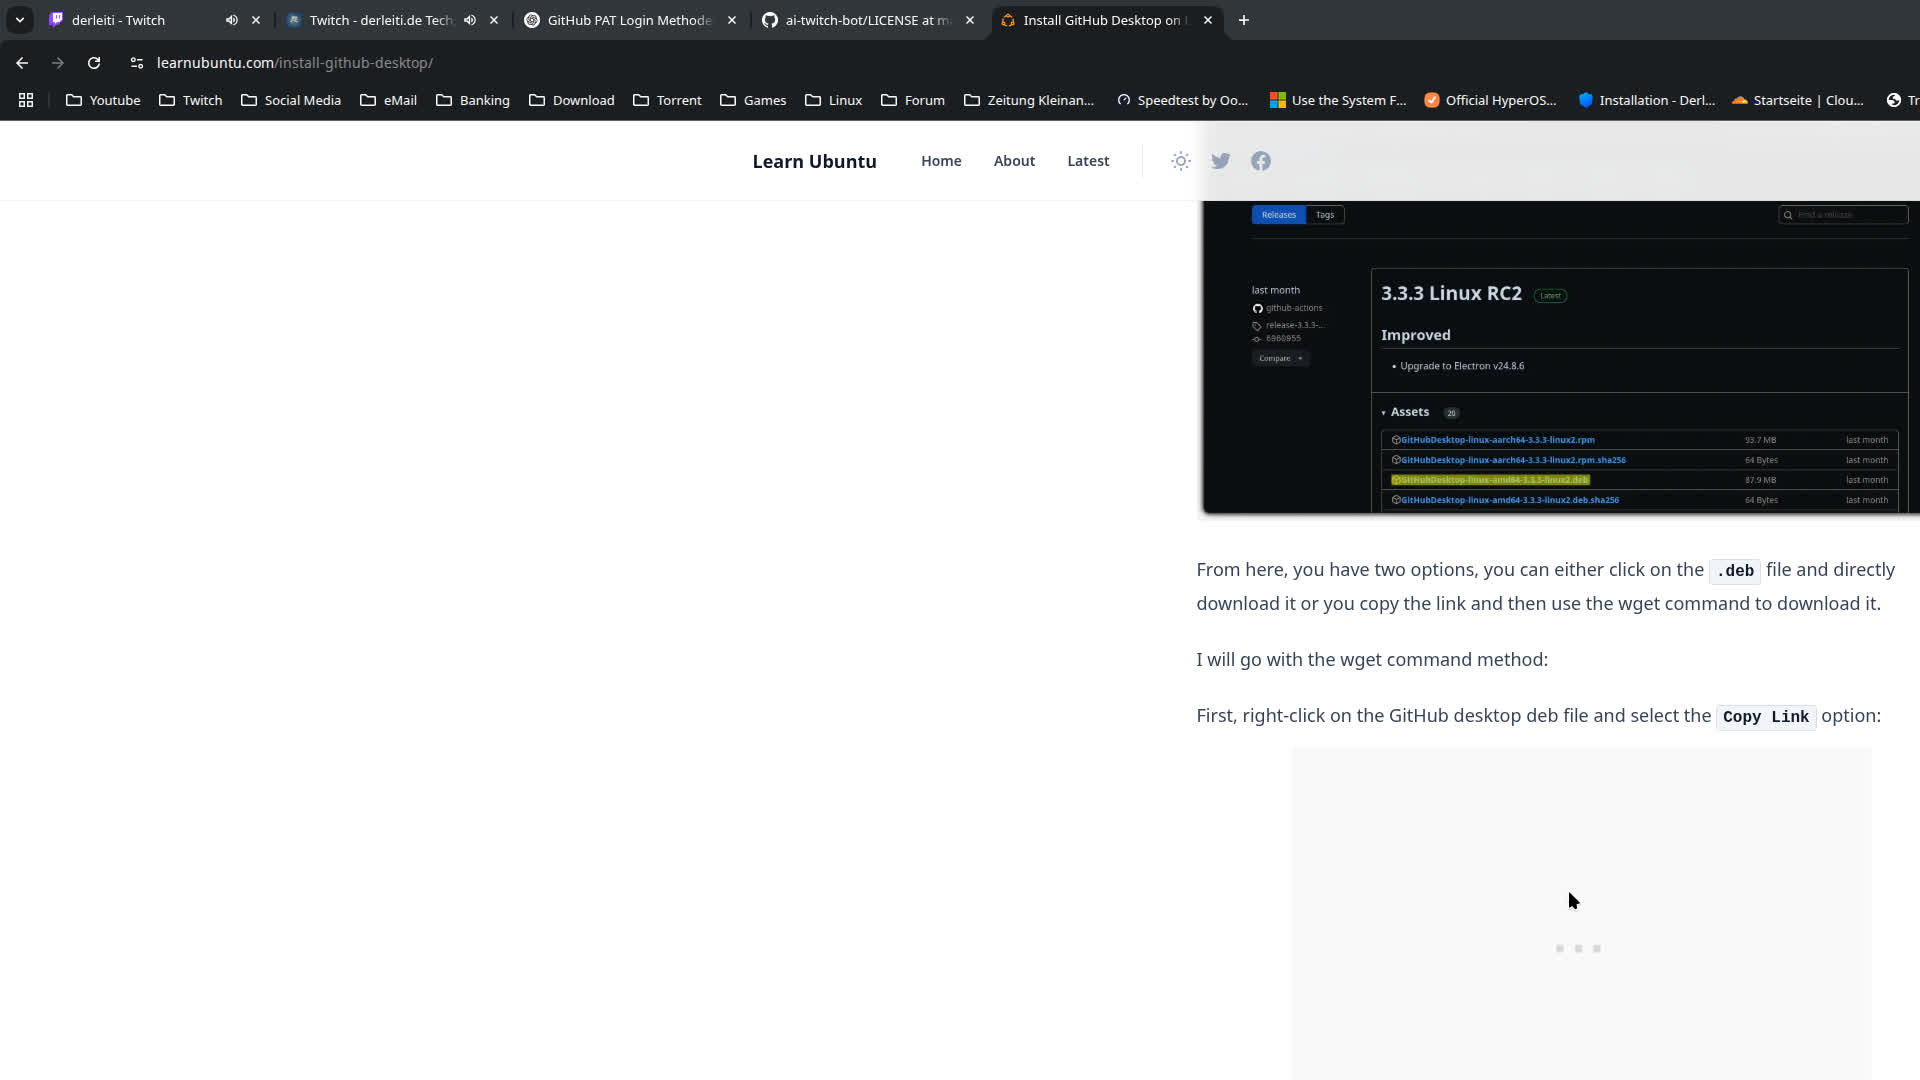 derleiti - Twitch
Twitch - derleiti.de Tech
GitHub PAT Login Methode
ai-twitch-bot/LICENSE at m
Install GitHub Desktop on
learnubuntu.com/install-github-desktop/
Youtube
Twitch
Social Media
eMail
Banking
Download
Torrent
Games
Linux
Forum
Zeitung Kleinan...
Speedtest by Oo...
Use the System F...
Official HyperOS...
Installation - Derl...
Startseite | Clou...
Tr
Learn Ubuntu
Home
About
Latest
Releases
Tags
Find a release
last month
github-actions
release-3.3.3-...
6060955
Compare
3.3.3 Linux RC2
Latest
Improved
• Upgrade to Electron v24.8.6
Assets 20
GitHubDesktop-linux-aarch64-3.3.3-linux2.rpm 93.7 MB last month
GitHubDesktop-linux-aarch64-3.3.3-linux2.rpm.sha256 64 Bytes last month
GitHubDesktop-linux-amd64-3.3.3-linux2.deb 87.9 MB last month
GitHubDesktop-linux-amd64-3.3.3-linux2.deb.sha256 64 Bytes last month
From here, you have two options, you can either click on the .deb file and directly
download it or you copy the link and then use the wget command to download it.
I will go with the wget command method:
First, right-click on the GitHub desktop deb file and select the Copy Link option: